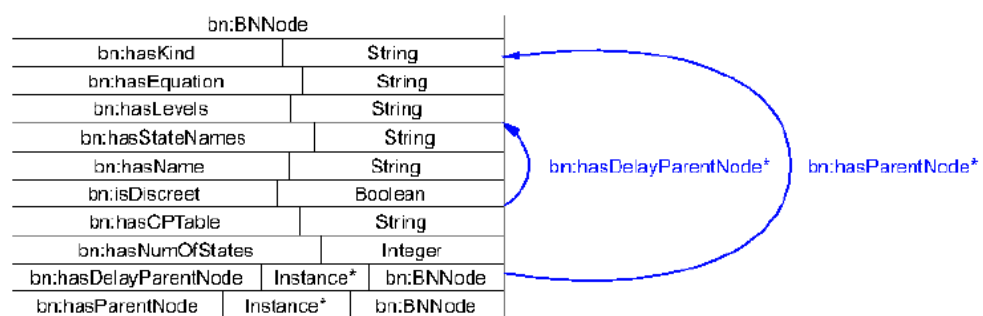 bn:BNNode
bn:hasKind String
bn:hasEquation String
bn:hasLevels String
bn:hasStateNames String
bn:hasName String
bn:isDiscreet Boolean
bn:hasCPTable String
bn:hasNumOfStates Integer
bn:hasDelayParentNode Instance* bn:BNNode
bn:hasParentNode Instance* bn:BNNode
bn:hasDelayParentNode*
bn:hasParentNode*